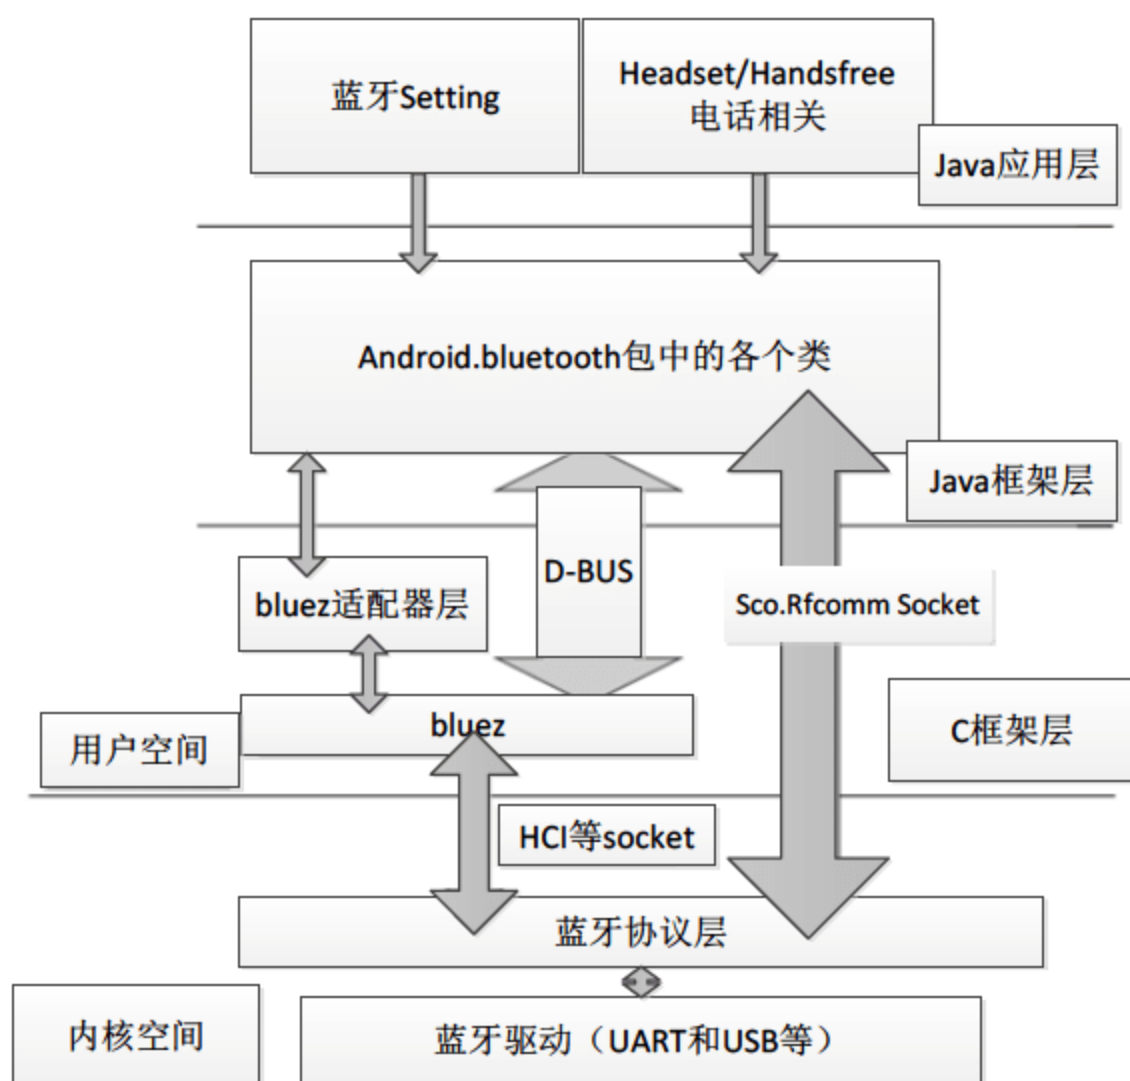 蓝牙Setting
Headset/Handsfree
电话相关
Java应用层
Android.bluetooth包中的各个类
Java框架层
D-BUS
bluez适配器层
Sco.Rfcomm Socket
bluez
用户空间
C框架层
HCI等socket
蓝牙协议层
内核空间
蓝牙驱动（UART和USB等）